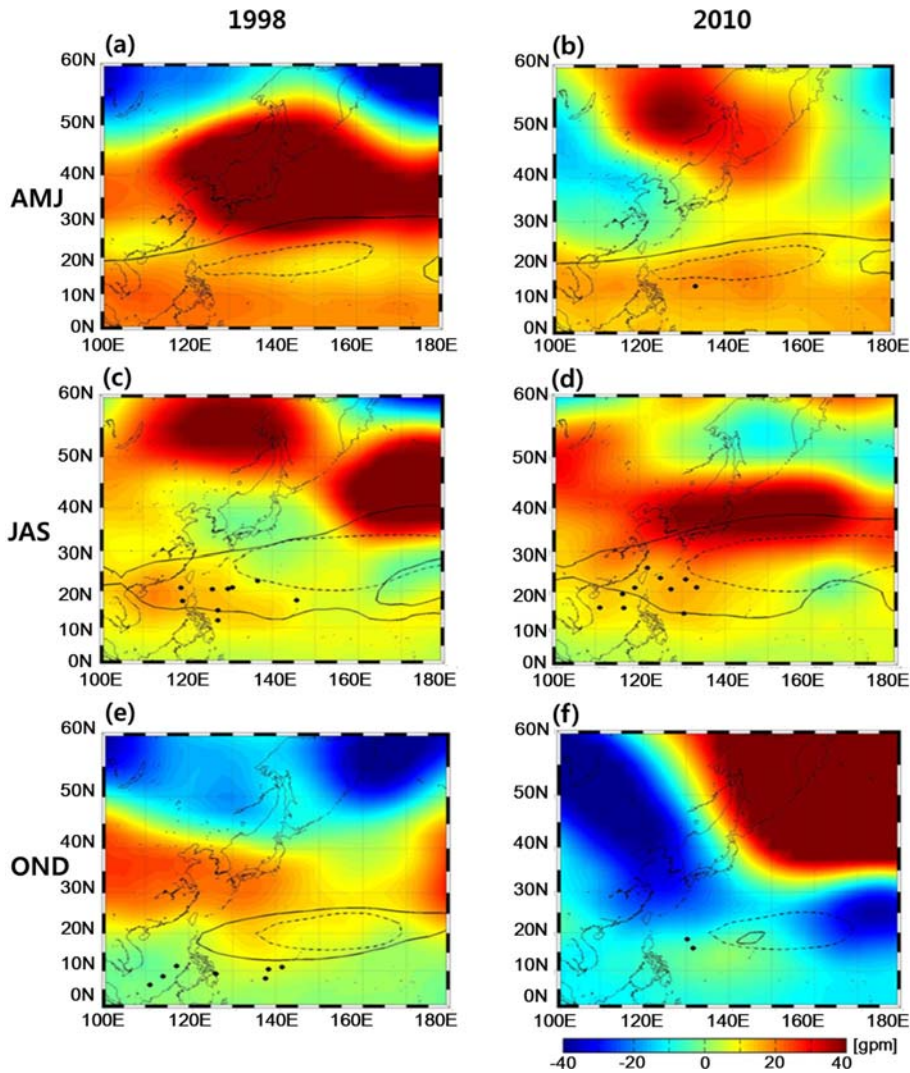 1998 2010
(a) (b)
60N 60N
50N 50N
40N 40N
AMJ
30N 30N
20N 20N
10N 10N
0N 0N
100E 120E 140E 160E 180E 100E 120E 140E 160E 180E
(c) (d)
60N 60N
50N 50N
40N 40N
JAS
30N 30N
20N 20N
10N 10N
0N 0N
100E 120E 140E 160E 180E 100E 120E 140E 160E 180E
(e) (f)
60N 60N
50N 50N
40N 40N
OND
30N 30N
20N 20N
10N 10N
0N 0N
100E 120E 140E 160E 180E 100E 120E 140E 160E 180E
[gpm]
-40 -20 0 20 40